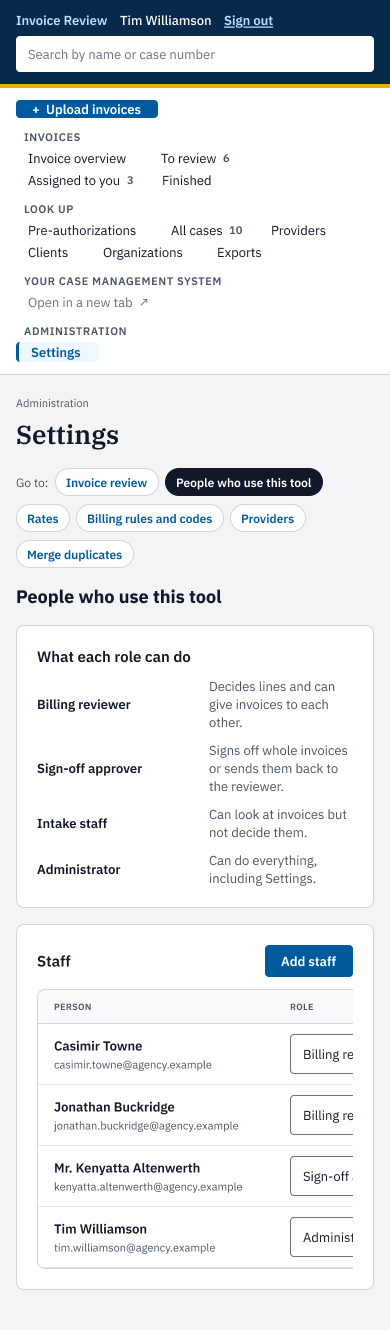 Invoice Review Tim Williamson Sign out
Search by name or case number
+ Upload invoices
INVOICES
Invoice overview To review 6
Assigned to you 3 Finished
LOOK UP
Pre-authorizations All cases 10 Providers
Clients Organizations Exports
YOUR CASE MANAGEMENT SYSTEM
Open in a new tab ↗
ADMINISTRATION
Settings
Administration
Settings
Go to: Invoice review People who use this tool
Rates Billing rules and codes Providers
Merge duplicates
People who use this tool
What each role can do
Billing reviewer
Decides lines and can
give invoices to each
other.
Sign-off approver
Signs off whole invoices
or sends them back to
the reviewer.
Intake staff
Can look at invoices but
not decide them.
Administrator
Can do everything,
including Settings.
Staff Add staff
PERSON ROLE
Casimir Towne
casimir.towne@agency.example
Billing re
Jonathan Buckridge
jonathan.buckridge@agency.example
Billing re
Mr. Kenyatta Altenwerth
kenyatta.altenwerth@agency.example
Sign-off
Tim Williamson
tim.williamson@agency.example
Administ